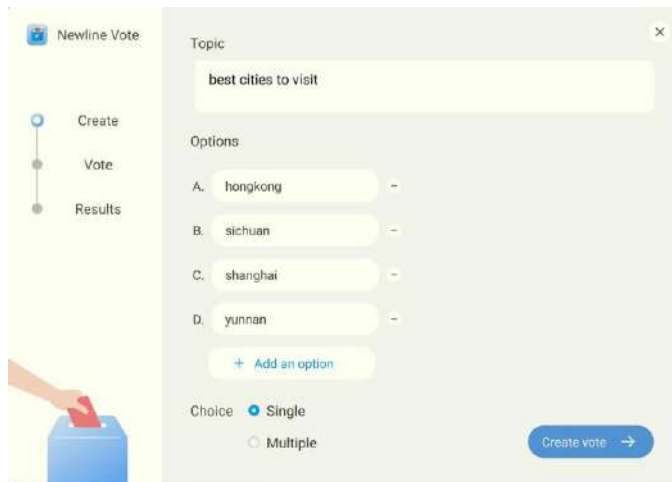 Newline Vote
Create
Vote
Results
Topic
best cities to visit
Options
A. hongkong
B. sichuan
C. shanghai
D. yunnan
+ Add an option
Choice Single
Multiple
Create vote